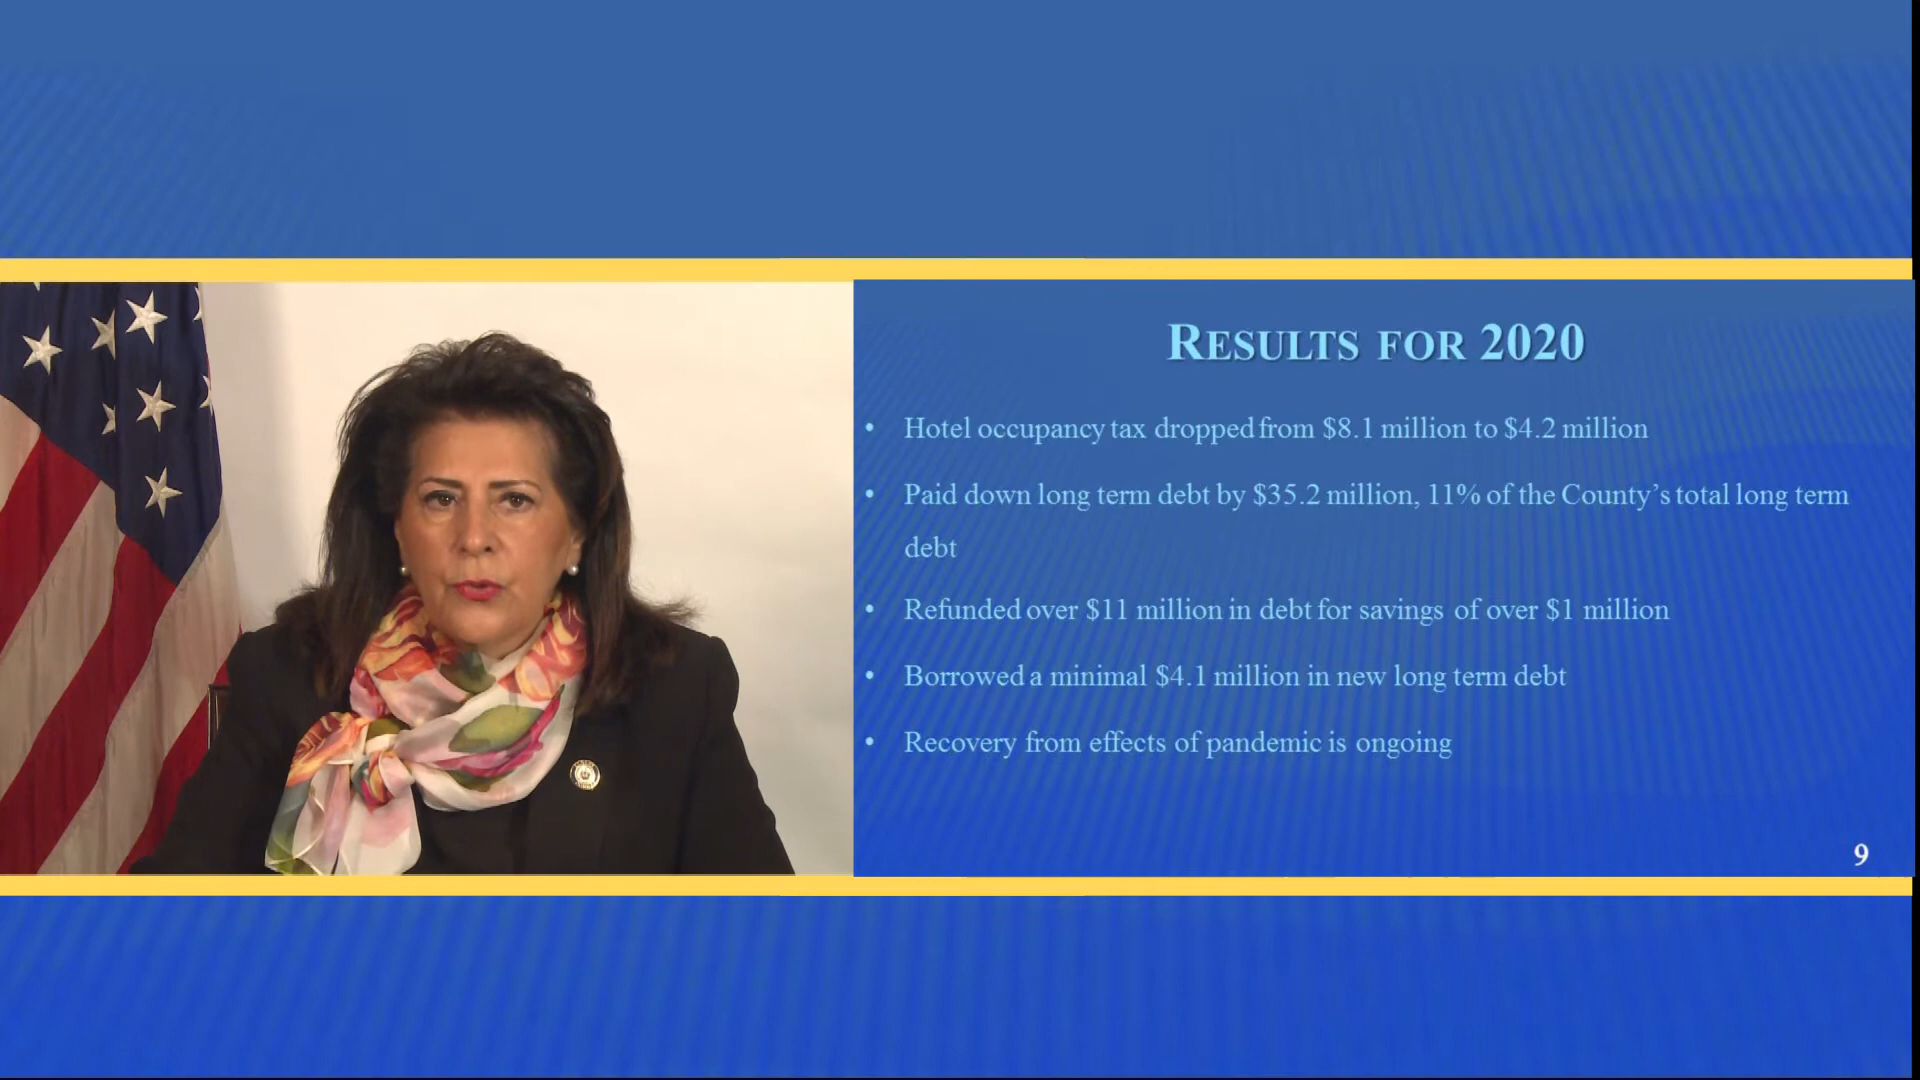 RESULTS FOR 2020
• Hotel occupancy tax dropped from $8.1 million to $4.2 million
• Paid down long term debt by $35.2 million, 11% of the County’s total long term
debt
• Refunded over $11 million in debt for savings of over $1 million
• Borrowed a minimal $4.1 million in new long term debt
• Recovery from effects of pandemic is ongoing
9